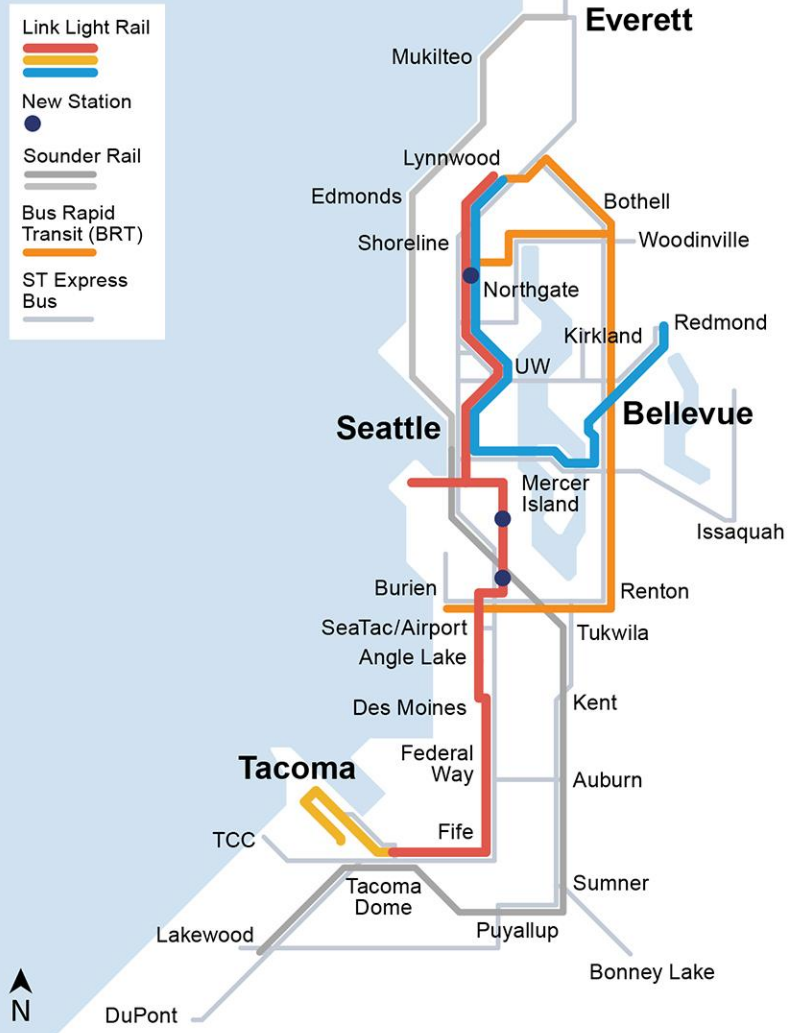 Link Light Rail
New Station
Sounder Rail
Bus Rapid
Transit (BRT)
ST Express
Bus
Everett
Mukilteo
Lynnwood
Edmonds
Bothell
Shoreline
Woodinville
Northgate
Kirkland
Redmond
UW
Seattle
Bellevue
Mercer
Island
Issaquah
Burien
Renton
SeaTac/Airport
Tukwila
Angle Lake
Des Moines
Kent
Federal
Way
Tacoma
Auburn
Fife
TCC
Tacoma
Dome
Sumner
Lakewood
Puyallup
Bonney Lake
DuPont
N